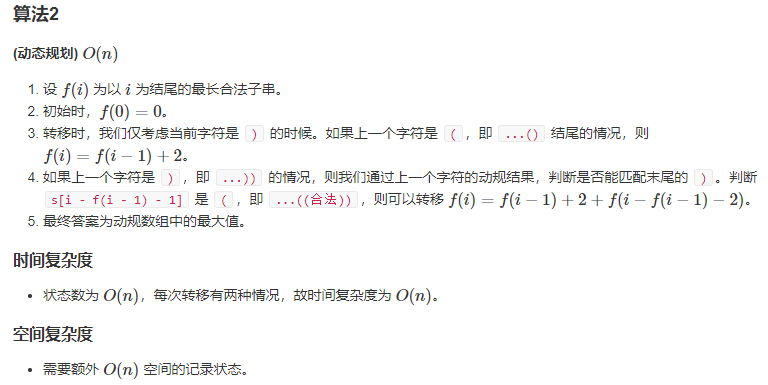 算法2
(动态规划) O(n)
1. 设 f(i) 为以 i 为结尾的最长合法子串。
2. 初始时，f(0) = 0。
3. 转移时，我们仅考虑当前字符是 ) 的时候。如果上一个字符是 (，即 ...() 结尾的情况，则
f(i) = f(i − 1) + 2。
4. 如果上一个字符是 )，即 ...)) 的情况，则我们通过上一个字符的动规结果，判断是否能匹配末尾的 )。判断
s[i - f(i - 1) - 1] 是 (，即 ...((合法))，则可以转移 f(i) = f(i − 1) + 2 + f(i − f(i − 1) − 2)。
5. 最终答案为动规数组中的最大值。
时间复杂度
• 状态数为 O(n)，每次转移有两种情况，故时间复杂度为 O(n)。
空间复杂度
• 需要额外 O(n) 空间的记录状态。